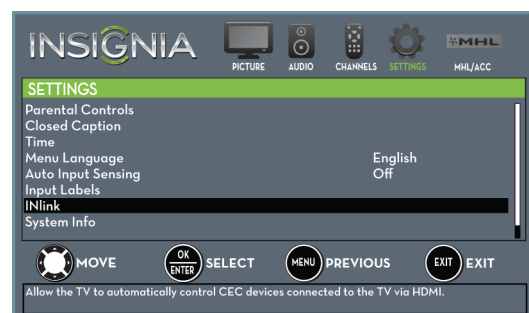 INSIGNIA
PICTURE AUDIO CHANNELS SETTINGS MHL MHL/ACC
SETTINGS
Parental Controls
Closed Caption
Time
Menu Language English
Auto Input Sensing Off
Input Labels
INlink
System Info
MOVE OK ENTER SELECT MENU PREVIOUS EXIT EXIT
Allow the TV to automatically control CEC devices connected to the TV via HDMI.